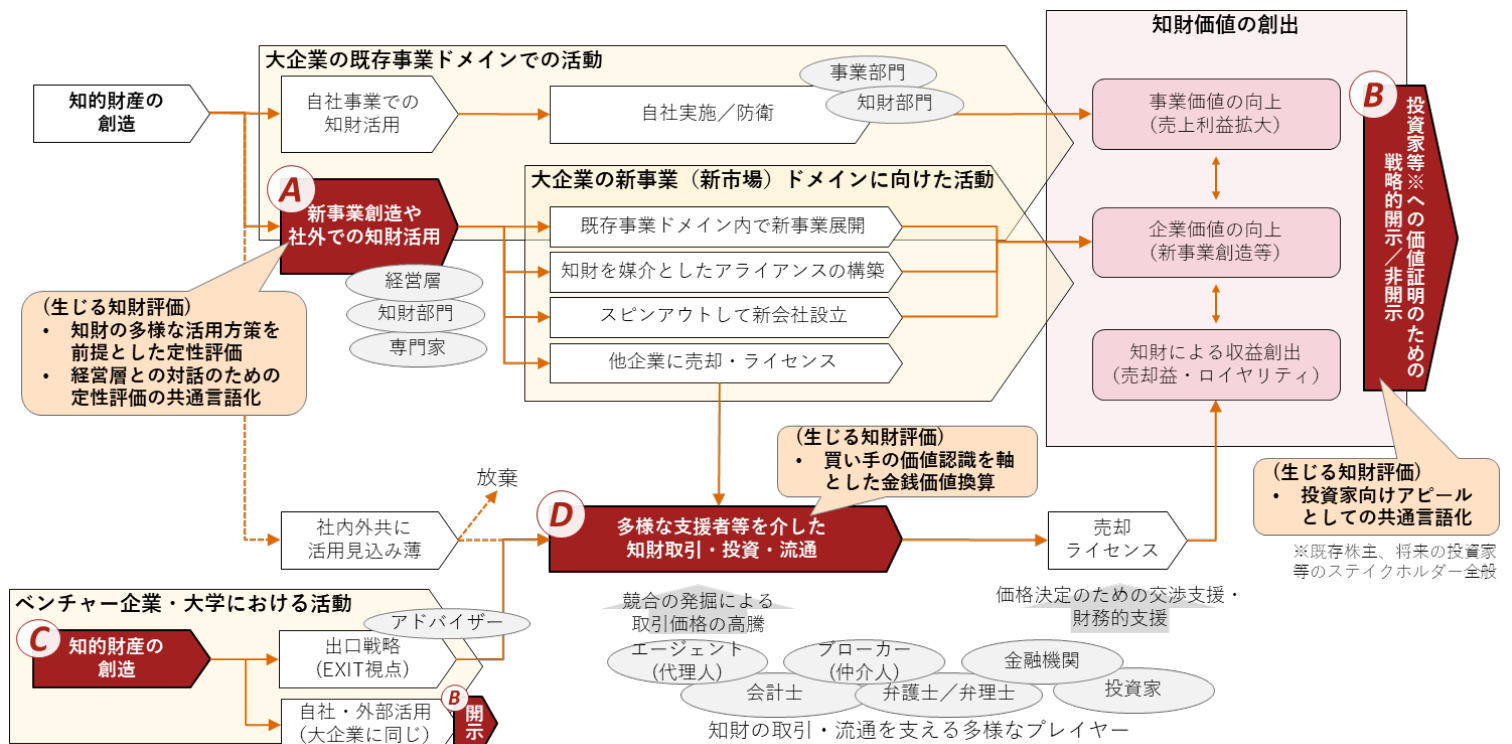 知財価値の創出
大企業の既存事業ドメインでの活動
知的財産の
創造
自社事業での
知財活用
自社実施／防衛
事業部門
知財部門
事業価値の向上
(売上利益拡大)
B
投資家等※への価値証明のための
戦略的開示／非開示
A
新事業創造や
社外での知財活用
経営層
知財部門
専門家
大企業の新事業（新市場）ドメインに向けた活動
既存事業ドメイン内で新事業展開
知財を媒介としたアライアンスの構築
スピンアウトして新会社設立
他企業に売却・ライセンス
企業価値の向上
(新事業創造等)
知財による収益創出
(売却益・ロイヤリティ)
(生じる知財評価)
• 知財の多様な活用方策を
前提とした定性評価
• 経営層との対話のための
定性評価の共通言語化
(生じる知財評価)
• 買い手の価値認識を軸
とした金銭価値換算
(生じる知財評価)
• 投資家向けアピール
としての共通言語化
※既存株主、将来の投資家
等のステイクホルダー全般
放棄
社内外共に
活用見込み薄
D
多様な支援者等を介した
知財取引・投資・流通
売却
ライセンス
ベンチャー企業・大学における活動
C
知的財産の
創造
アドバイザー
出口戦略
(EXIT視点)
自社・外部活用
(大企業に同じ)
B
開示
競合の発掘による
取引価格の高騰
価格決定のための交渉支援・
財務的支援
エージェント
(代理人)
ブローカー
(仲介人)
金融機関
会計士
弁護士／弁理士
投資家
知財の取引・流通を支える多様なプレイヤー